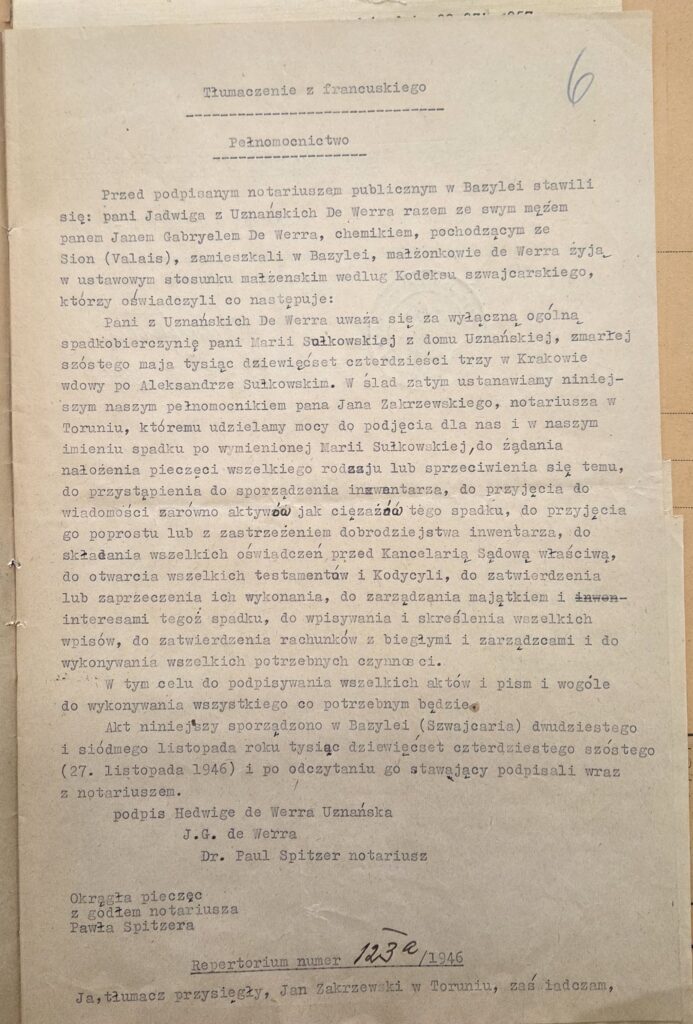 6
Tłumaczenie z francuskiego
Pełnomocnictwo
Przed podpisanym notariuszem publicznym w Bazylei stawili
się: pani Jadwiga z Uznańskich De Werra razem ze swym mężem
panem Janem Gabryelem De Werra, chemikiem, pochodzącym ze
Sion (Valais), zamieszkali w Bazylei, małżonkowie de Werra żyją
w ustawowym stosunku małżenskim według Kodeksu szwajcarskiego,
którzy oświadczyli co następuje:
Pani z Uznańskich De Werra uważa się za wyłączną ogólną
spadkobierczynię pani Marii Sułkowskiej z domu Uznańskiej, zmarłej
szóstego maja tysiąc dziewięćset czterdzieści trzy w Krakowie
wdowy po Aleksandrze Sułkowskim. W ślad zatym ustanawiamy niniej-
szym naszym pełnomocnikiem pana Jana Zakrzewskiego, notariusza w
Toruniu, któremu udzielamy mocy do podjęcia dla nas i w naszym
imieniu spadku po wymienionej Marii Sułkowskiej, do żądania
nałożenia pieczęci wszelkiego rodzaju lub sprzeciwienia się temu,
do przystąpienia do sporządzenia inwentarza, do przyjęcia do
wiadomości zarówno aktywów jak ciężaźów tego spadku, do przyjęcia
go poprostu lub z zastrzeżeniem dobrodziejstwa inwentarza, do
składania wszelkich oświadczeń przed Kancelarią Sądową właściwą,
do otwarcia wszelkich testamentów i Kodycyli, do zatwierdzenia
lub zaprzeczenia ich wykonania, do zarządzania majątkiem i inwen-
interesami tegoż spadku, do wpisywania i skreślenia wszelkich
wpisów, do zatwierdzenia rachunków z biegłymi i zarządzcami i do
wykonywania wszelkich potrzebnych czynności.
W tym celu do podpisywania wszelkich aktów i pism i wogóle
do wykonywania wszystkiego co potrzebnym będzie.
Akt niniejszy sporządzono w Bazylei (Szwajcaria) dwudziestego
i siódmego listopada roku tysiąc dziewięćset czterdziestego szóstego
(27. listopada 1946) i po odczytaniu go stawający podpisali wraz
z notariuszem.
podpis Hedwige de Werra Uznańska
J.G. de Werra
Dr. Paul Spitzer notariusz
Okrągła pieczęc
z godłem notariusza
Pawła Spitzera
Repertorium numer 123a/1946
Ja, tłumacz przysięgły, Jan Zakrzewski w Toruniu, zaświadczam,